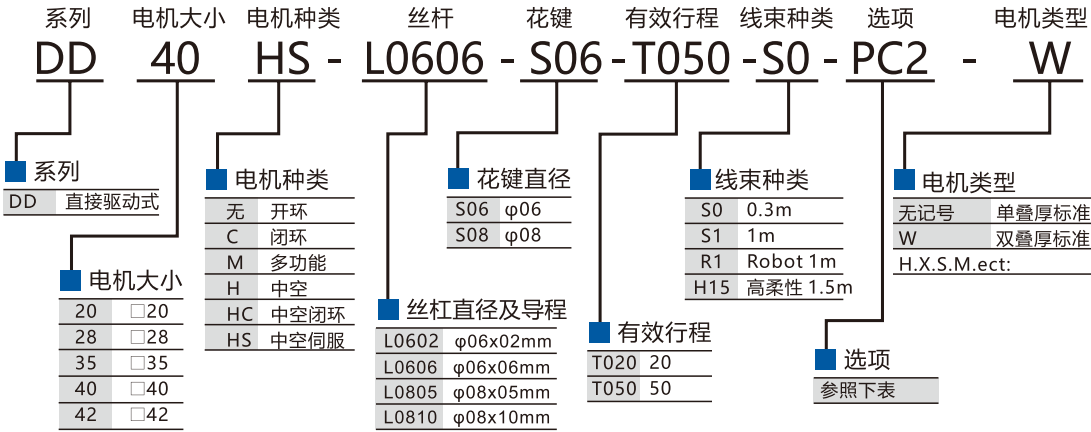 系列 电机大小 电机种类 丝杆 花键 有效行程 线束种类 选项 电机类型
DD 40 HS - L0606 - S06 - T050 - S0 - PC2 - W
系列
DD 直接驱动式
电机大小
20 □20
28 □28
35 □35
40 □40
42 □42
电机种类
无 开环
C 闭环
M 多功能
H 中空
HC 中空闭环
HS 中空伺服
丝杠直径及导程
L0602 φ06x02mm
L0606 φ06x06mm
L0805 φ08x05mm
L0810 φ08x10mm
花键直径
S06 φ06
S08 φ08
有效行程
T020 20
T050 50
线束种类
S0 0.3m
S1 1m
R1 Robot 1m
H15 高柔性 1.5m
选项
参照下表
电机类型
无记号 单叠厚标准
W 双叠厚标准
H.X.S.M.ect: